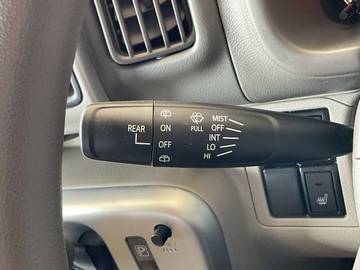 REAR
ON
OFF
PULL
MIST
OFF
INT
LO
HI
P